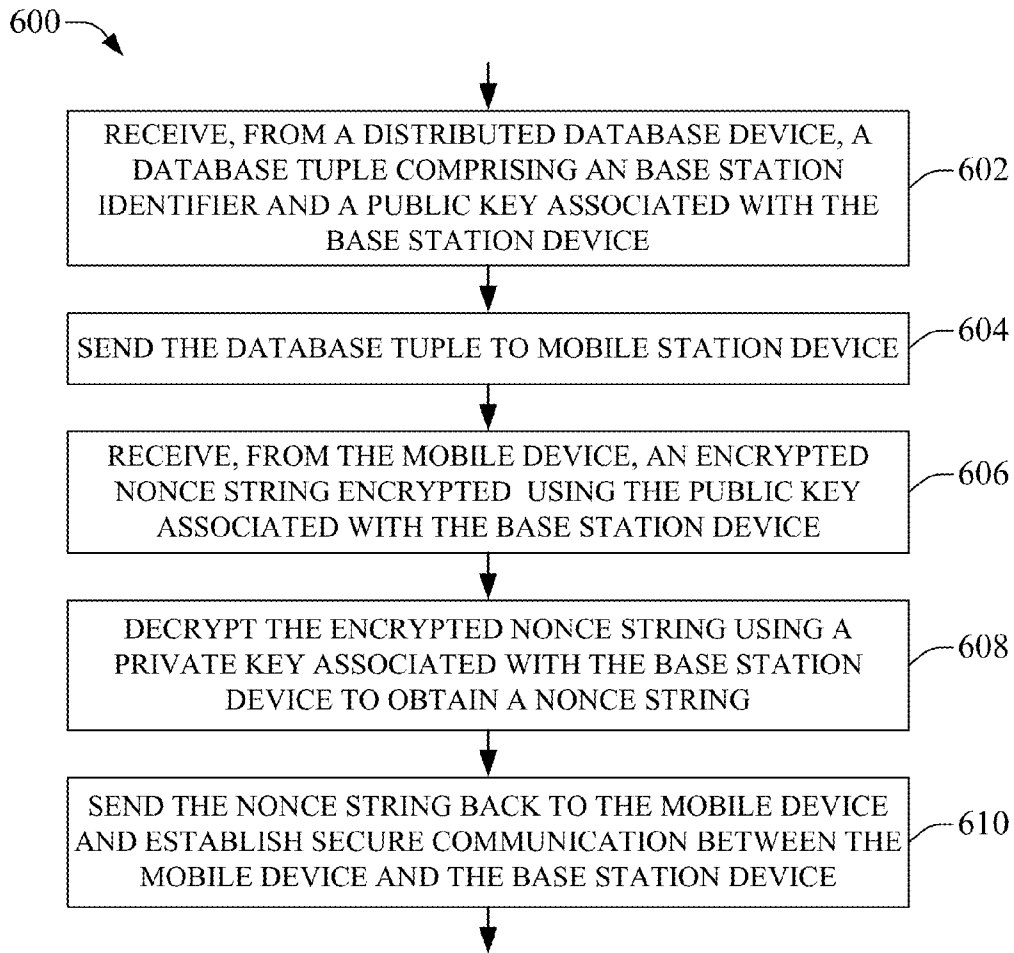 600
RECEIVE, FROM A DISTRIBUTED DATABASE DEVICE, A
DATABASE TUPLE COMPRISING AN BASE STATION
IDENTIFIER AND A PUBLIC KEY ASSOCIATED WITH THE
BASE STATION DEVICE
602
SEND THE DATABASE TUPLE TO MOBILE STATION DEVICE
604
RECEIVE, FROM THE MOBILE DEVICE, AN ENCRYPTED
NONCE STRING ENCRYPTED USING THE PUBLIC KEY
ASSOCIATED WITH THE BASE STATION DEVICE
606
DECRYPT THE ENCRYPTED NONCE STRING USING A
PRIVATE KEY ASSOCIATED WITH THE BASE STATION
DEVICE TO OBTAIN A NONCE STRING
608
SEND THE NONCE STRING BACK TO THE MOBILE DEVICE
AND ESTABLISH SECURE COMMUNICATION BETWEEN THE
MOBILE DEVICE AND THE BASE STATION DEVICE
610